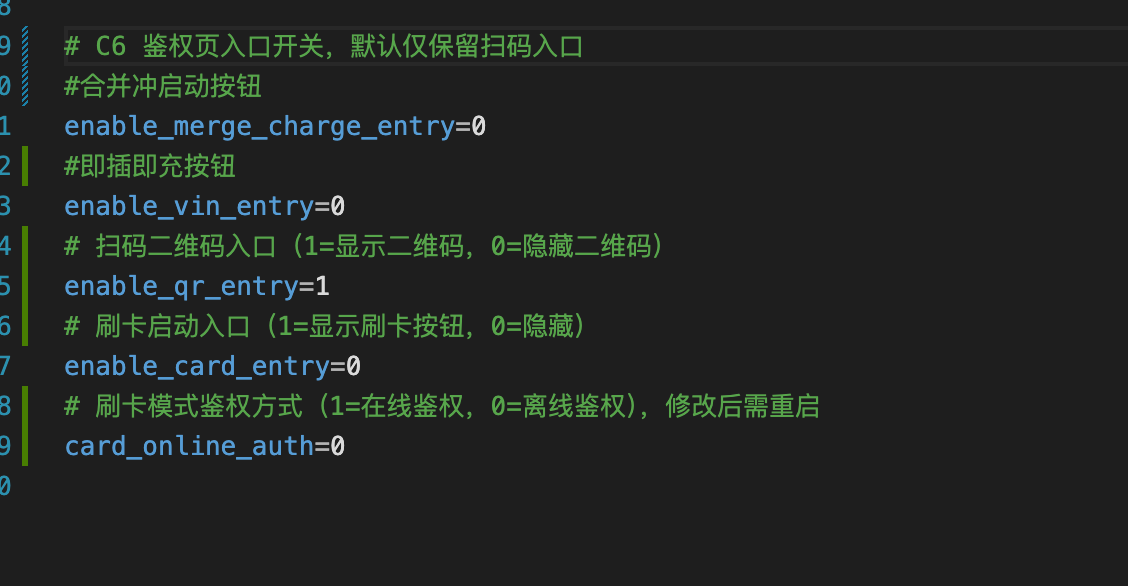 8
9 # C6 鉴权页入口开关，默认仅保留扫码入口
0 #合并冲启动按钮
1 enable_merge_charge_entry=0
2 #即插即充按钮
3 enable_vin_entry=0
4 # 扫码二维码入口（1=显示二维码，0=隐藏二维码）
5 enable_qr_entry=1
6 # 刷卡启动入口（1=显示刷卡按钮，0=隐藏）
7 enable_card_entry=0
8 # 刷卡模式鉴权方式（1=在线鉴权，0=离线鉴权），修改后需重启
9 card_online_auth=0
0